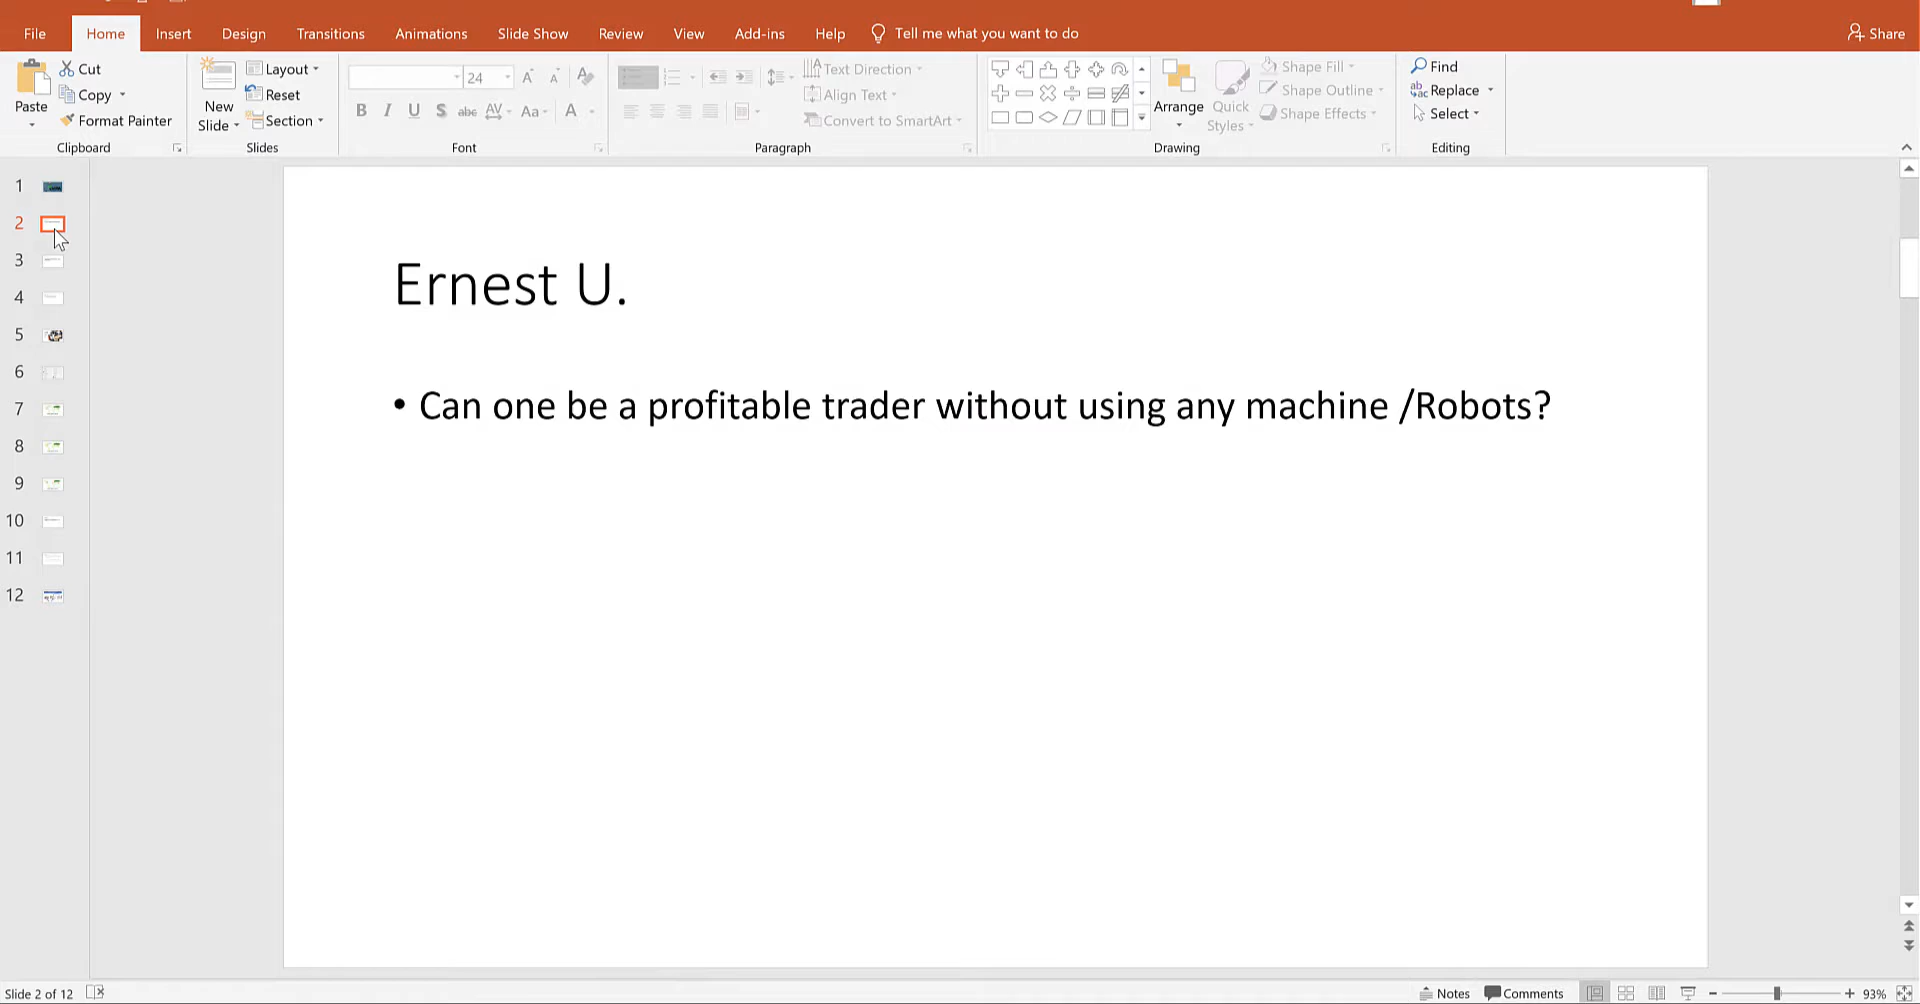 File Home Insert Design Transitions Animations Slide Show Review View Add-ins Help Tell me what you want to do Share
Paste
Cut
Copy
Format Painter
Clipboard
New
Slide
Layout
Reset
Section
Slides
24
B I U S abc AV Aa A
Font
Text Direction
Align Text
Convert to SmartArt
Paragraph
Arrange
Quick
Styles
Shape Fill
Shape Outline
Shape Effects
Drawing
Find
Replace
Select
Editing
1
2
3
4
5
6
7
8
9
10
11
12
Ernest U.
• Can one be a profitable trader without using any machine /Robots?
Slide 2 of 12
Notes Comments 93%